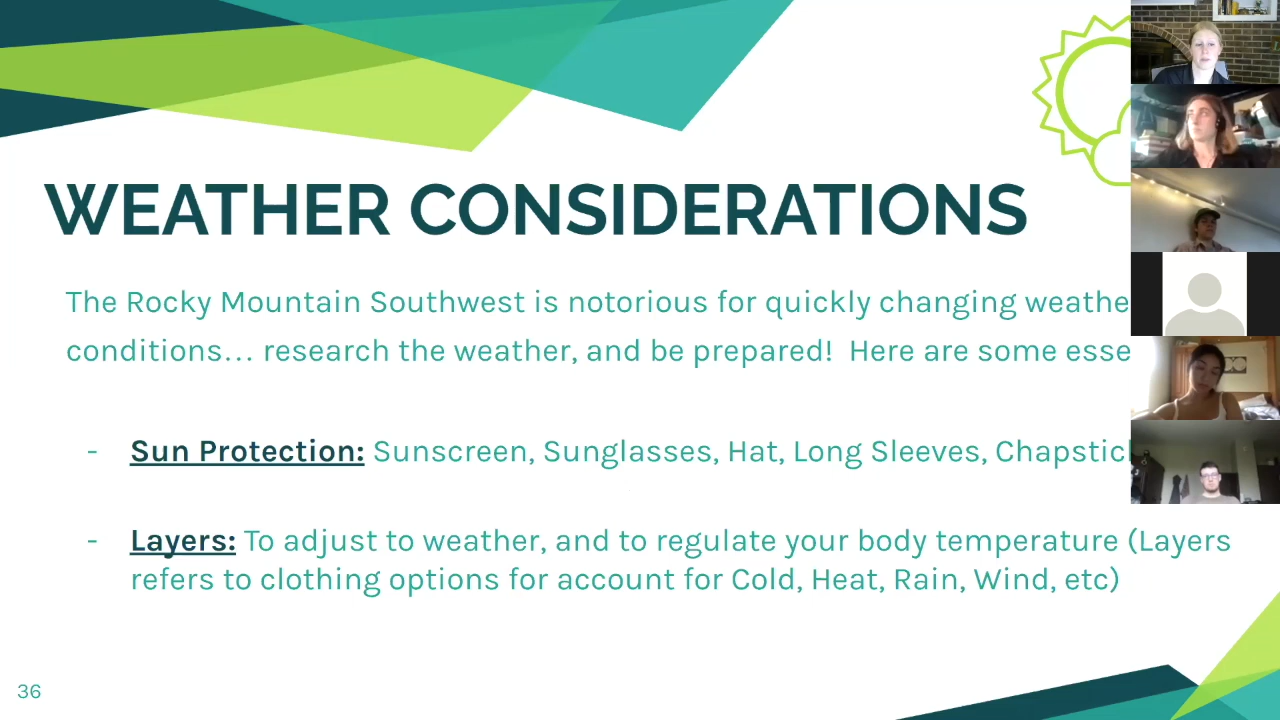 WEATHER CONSIDERATIONS
The Rocky Mountain Southwest is notorious for quickly changing weathe
conditions… research the weather, and be prepared!  Here are some esse
- Sun Protection: Sunscreen, Sunglasses, Hat, Long Sleeves, Chapstic
- Layers: To adjust to weather, and to regulate your body temperature (Layers
refers to clothing options for account for Cold, Heat, Rain, Wind, etc)
36